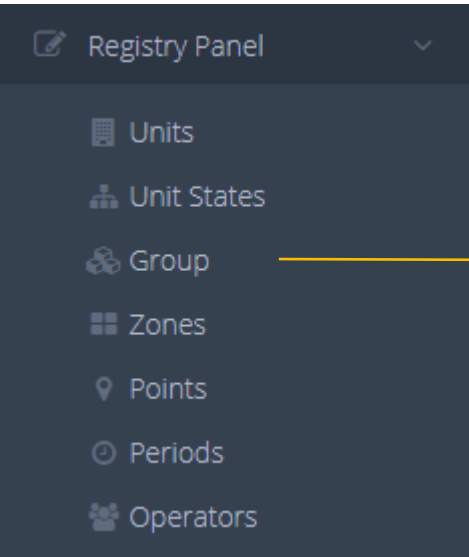 Registry Panel
Units
Unit States
Group
Zones
Points
Periods
Operators